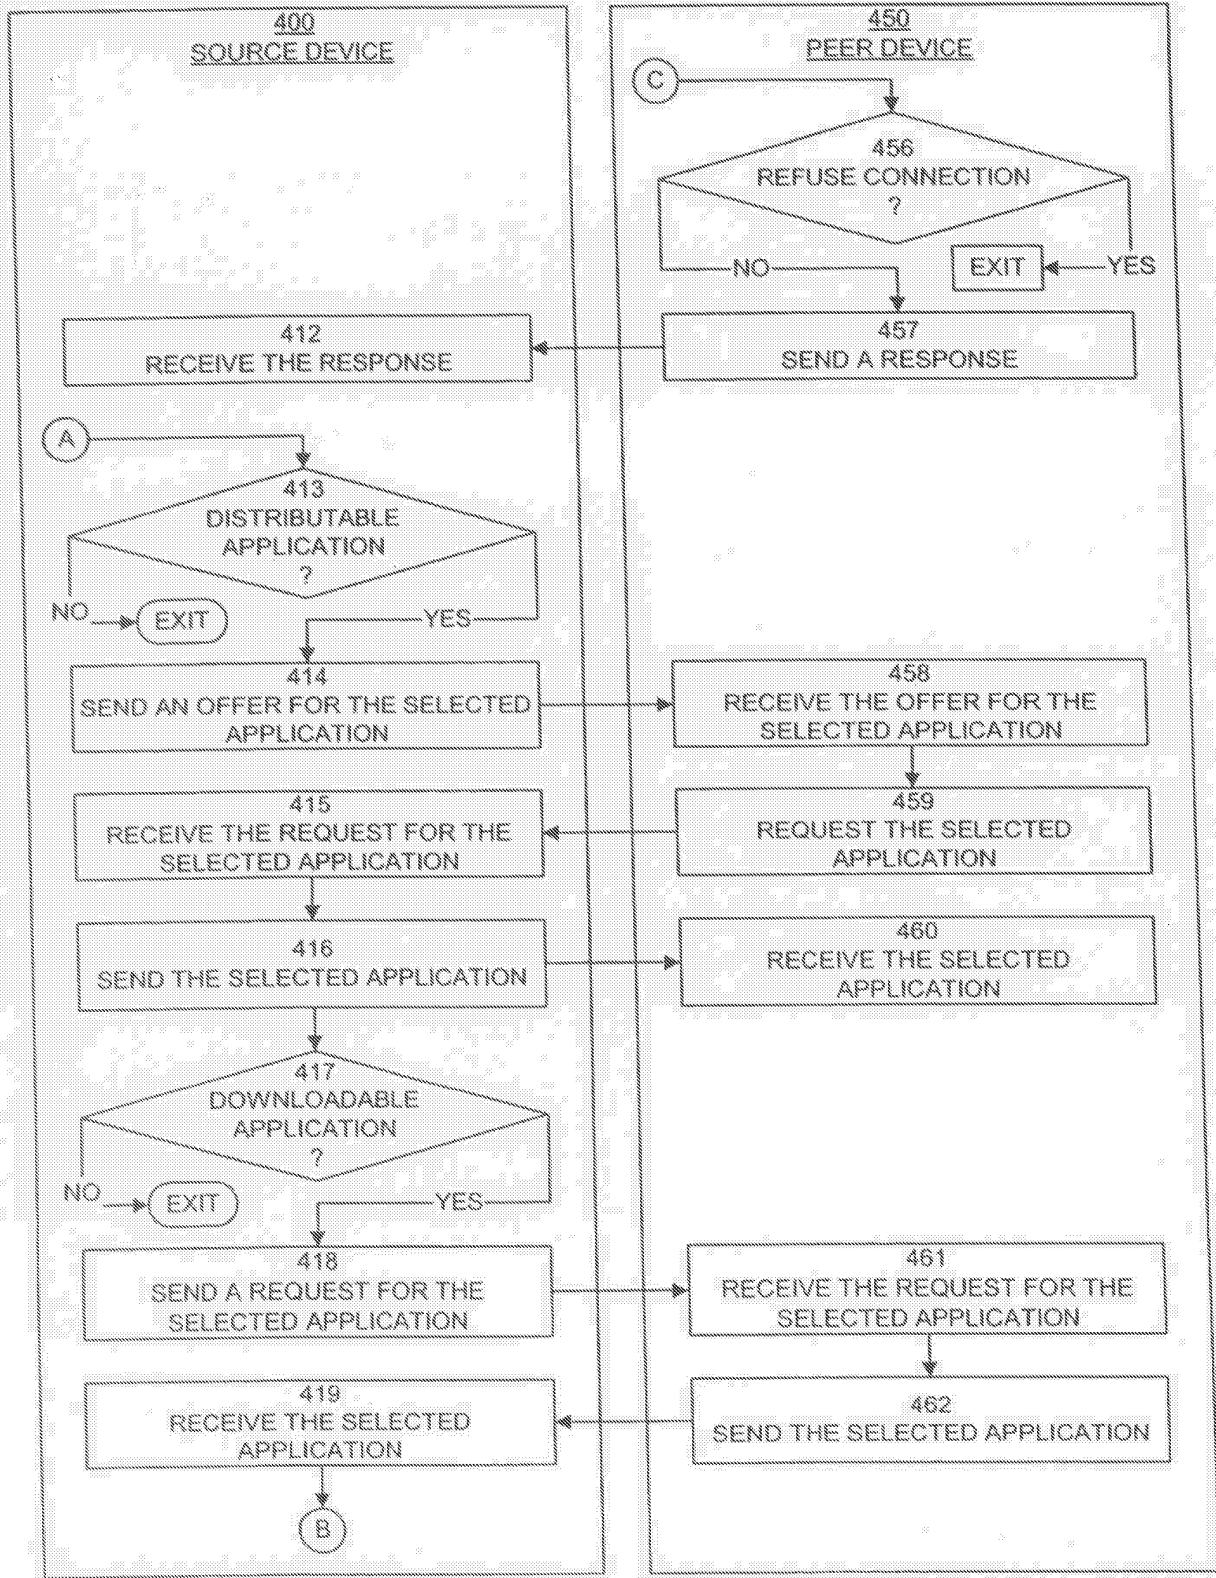 400
SOURCE DEVICE
450
PEER DEVICE
C
456
REFUSE CONNECTION
?
NO
EXIT
YES
412
RECEIVE THE RESPONSE
457
SEND A RESPONSE
A
413
DISTRIBUTABLE
APPLICATION
?
NO
EXIT
YES
414
SEND AN OFFER FOR THE SELECTED
APPLICATION
458
RECEIVE THE OFFER FOR THE
SELECTED APPLICATION
415
RECEIVE THE REQUEST FOR THE
SELECTED APPLICATION
459
REQUEST THE SELECTED
APPLICATION
416
SEND THE SELECTED APPLICATION
460
RECEIVE THE SELECTED
APPLICATION
417
DOWNLOADABLE
APPLICATION
?
NO
EXIT
YES
418
SEND A REQUEST FOR THE
SELECTED APPLICATION
461
RECEIVE THE REQUEST FOR THE
SELECTED APPLICATION
419
RECEIVE THE SELECTED
APPLICATION
462
SEND THE SELECTED APPLICATION
B